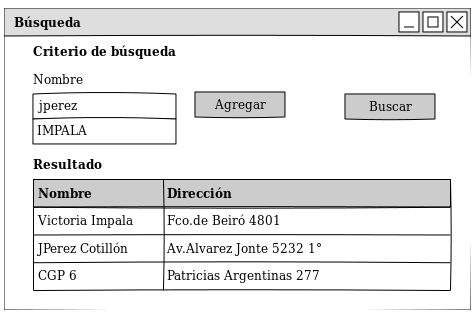 Búsqueda
Criterio de búsqueda
Nombre
jperez
Agregar
Buscar
IMPALA
Resultado
Nombre Dirección
Victoria Impala Fco.de Beiró 4801
JPerez Cotillón Av.Alvarez Jonte 5232 1°
CGP 6 Patricias Argentinas 277